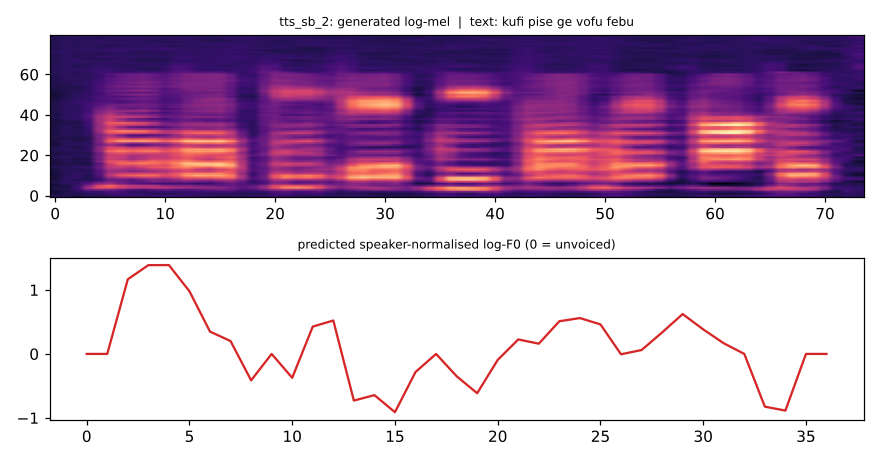 tts_sb_2: generated log-mel | text: kufi pise ge vofu febu
60
40
20
0
0 10 20 30 40 50 60 70
predicted speaker-normalised log-F0 (0 = unvoiced)
1
0
−1
0 5 10 15 20 25 30 35